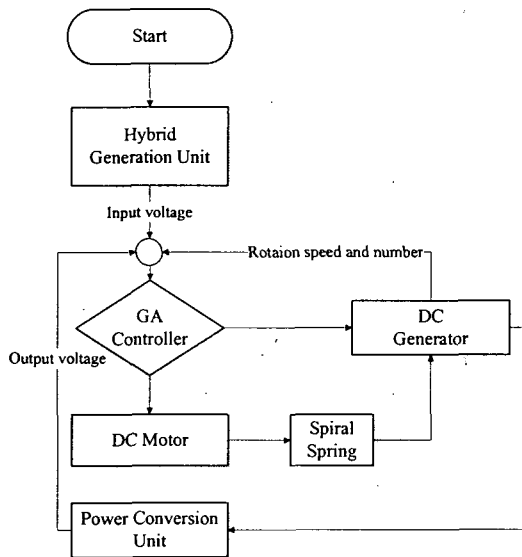 Start
Hybrid
Generation Unit
Input voltage
Rotaion speed and number
GA
Controller
DC
Generator
Output voltage
DC Motor
Spiral
Spring
Power Conversion
Unit